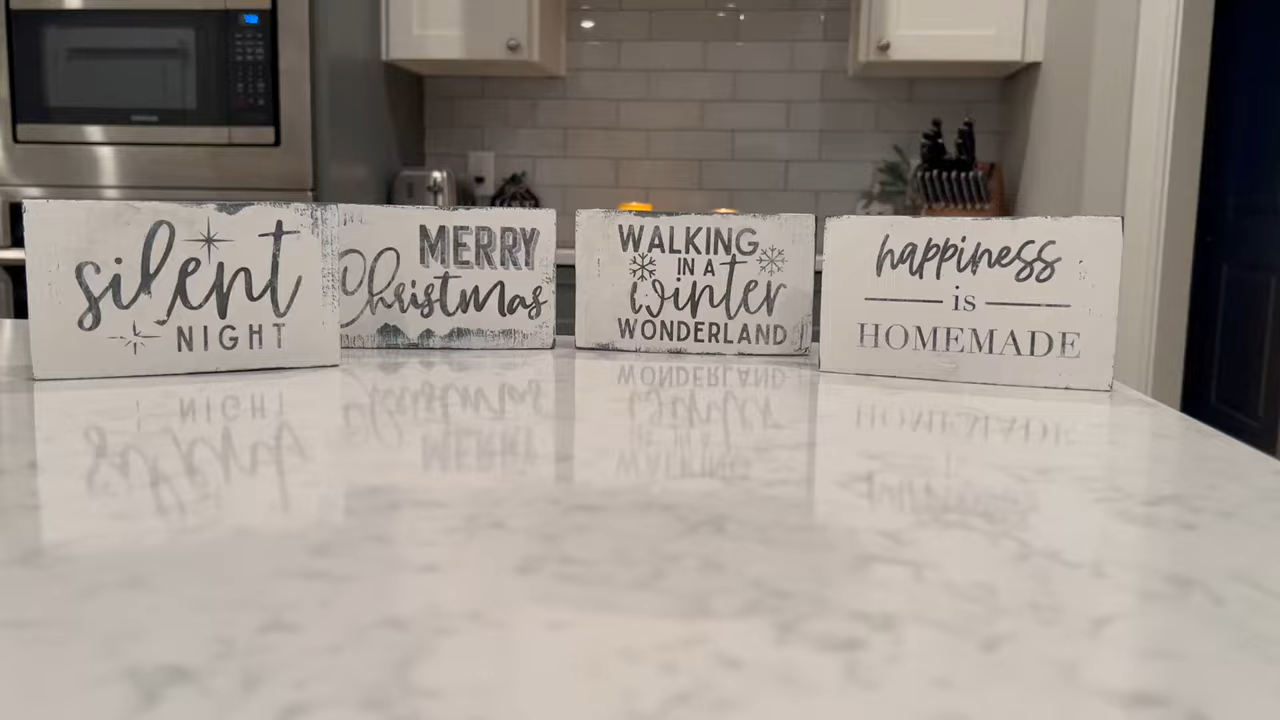 silent
NIGHT
MERRY
Christmas
WALKING
IN A
winter
WONDERLAND
happiness
is
HOMEMADE